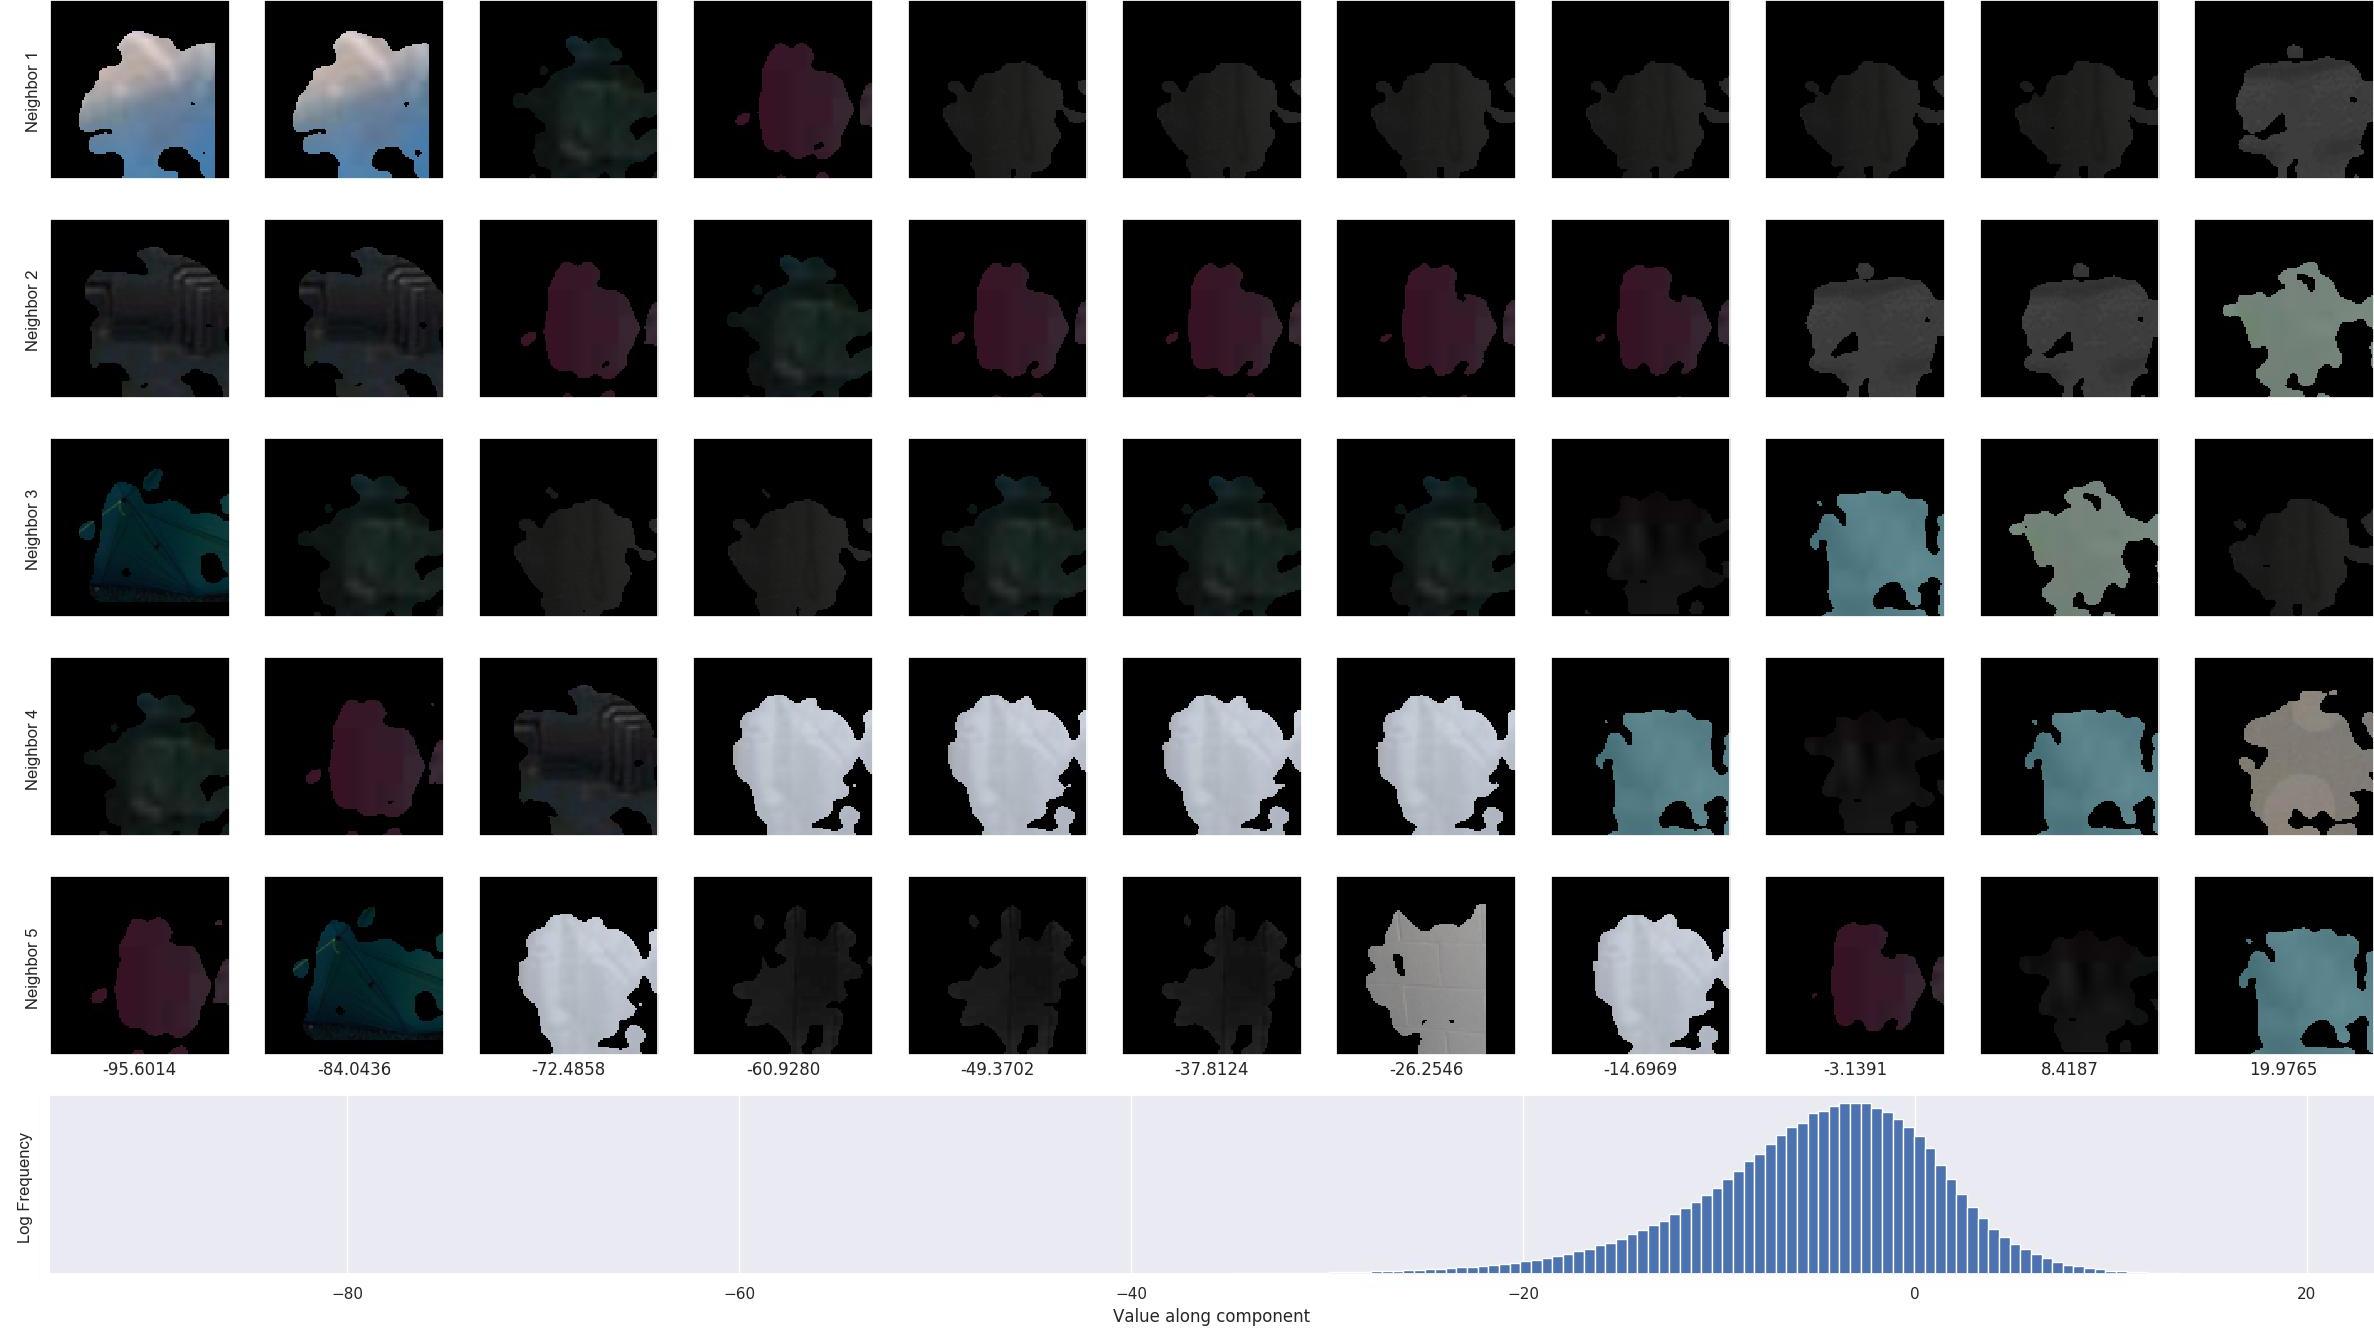 Neighbor 1
Neighbor 2
Neighbor 3
Neighbor 4
Neighbor 5
-95.6014 -84.0436 -72.4858 -60.9280 -49.3702 -37.8124 -26.2546 -14.6969 -3.1391 8.4187 19.9765
Log Frequency
−80 −60 −40 −20 0 20
Value along component